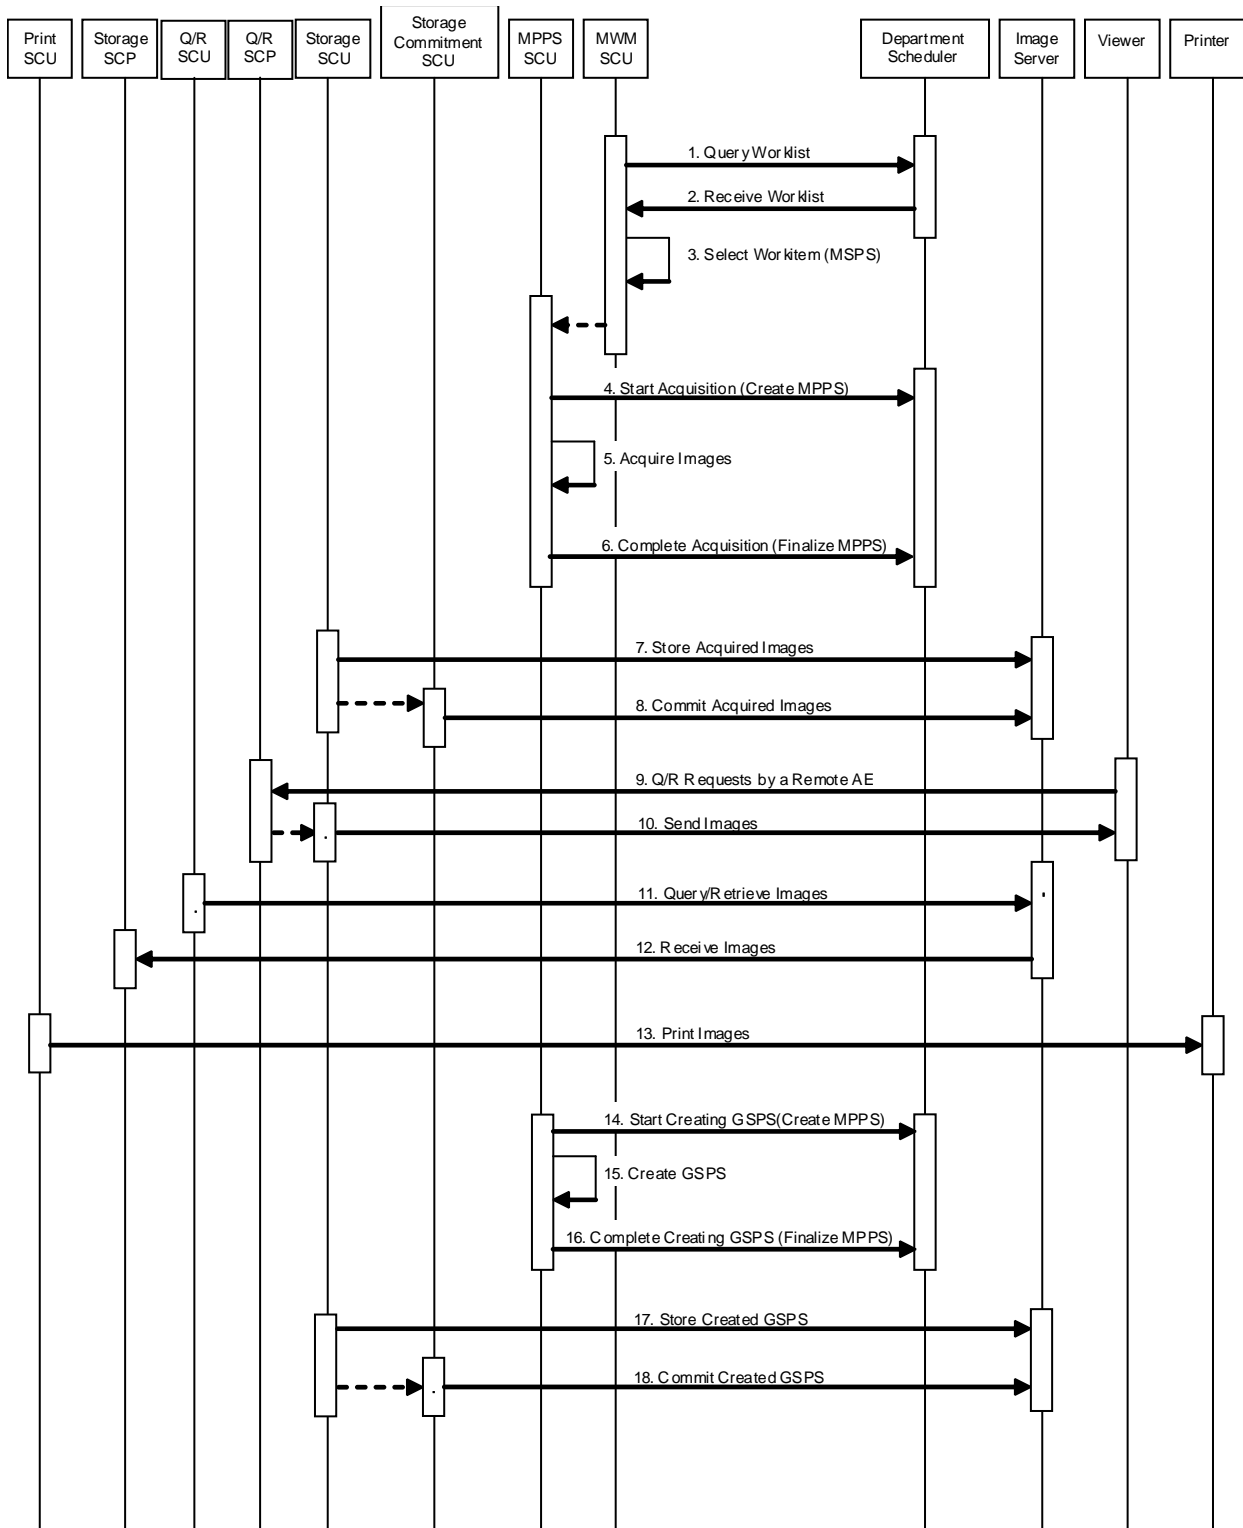 Print
SCU
Storage
SCP
Q/R
SCU
Q/R
SCP
Storage
SCU
Storage
Commitment
SCU
MPPS
SCU
MWM
SCU
Department
Scheduler
Image
Server
Viewer
Printer
1. Query Worklist
2. Receive Worklist
3. Select Workitem (MSPS)
4. Start Acquisition (Create MPPS)
5. Acquire Images
6. Complete Acquisition (Finalize MPPS)
7. Store Acquired Images
8. Commit Acquired Images
9. Q/R Requests by a Remote AE
10. Send Images
11. Query/Retrieve Images
12. Receive Images
13. Print Images
14. Start Creating GSPS(Create MPPS)
15. Create GSPS
16. Complete Creating GSPS (Finalize MPPS)
17. Store Created GSPS
18. Commit Created GSPS